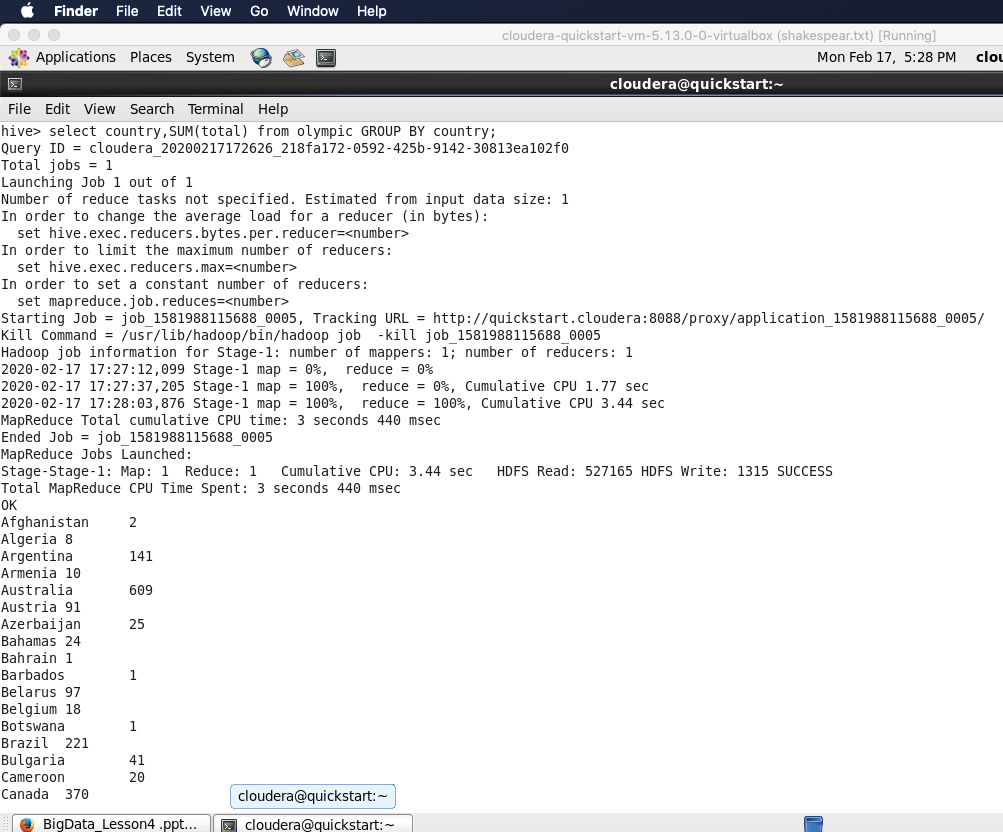 Finder File Edit View Go Window Help
cloudera-quickstart-vm-5.13.0-0-virtualbox (shakespear.txt) [Running]
Applications Places System Mon Feb 17, 5:28 PM clou
cloudera@quickstart:~
File Edit View Search Terminal Help
hive> select country,SUM(total) from olympic GROUP BY country;
Query ID = cloudera_20200217172626_218fa172-0592-425b-9142-30813ea102f0
Total jobs = 1
Launching Job 1 out of 1
Number of reduce tasks not specified. Estimated from input data size: 1
In order to change the average load for a reducer (in bytes):
  set hive.exec.reducers.bytes.per.reducer=<number>
In order to limit the maximum number of reducers:
  set hive.exec.reducers.max=<number>
In order to set a constant number of reducers:
  set mapreduce.job.reduces=<number>
Starting Job = job_1581988115688_0005, Tracking URL = http://quickstart.cloudera:8088/proxy/application_1581988115688_0005/
Kill Command = /usr/lib/hadoop/bin/hadoop job  -kill job_1581988115688_0005
Hadoop job information for Stage-1: number of mappers: 1; number of reducers: 1
2020-02-17 17:27:12,099 Stage-1 map = 0%,  reduce = 0%
2020-02-17 17:27:37,205 Stage-1 map = 100%,  reduce = 0%, Cumulative CPU 1.77 sec
2020-02-17 17:28:03,876 Stage-1 map = 100%,  reduce = 100%, Cumulative CPU 3.44 sec
MapReduce Total cumulative CPU time: 3 seconds 440 msec
Ended Job = job_1581988115688_0005
MapReduce Jobs Launched:
Stage-Stage-1: Map: 1  Reduce: 1   Cumulative CPU: 3.44 sec   HDFS Read: 527165 HDFS Write: 1315 SUCCESS
Total MapReduce CPU Time Spent: 3 seconds 440 msec
OK
Afghanistan     2
Algeria 8
Argentina       141
Armenia 10
Australia       609
Austria 91
Azerbaijan      25
Bahamas 24
Bahrain 1
Barbados        1
Belarus 97
Belgium 18
Botswana        1
Brazil  221
Bulgaria        41
Cameroon        20
Canada  370
cloudera@quickstart:~
BigData_Lesson4 .ppt... cloudera@quickstart:~